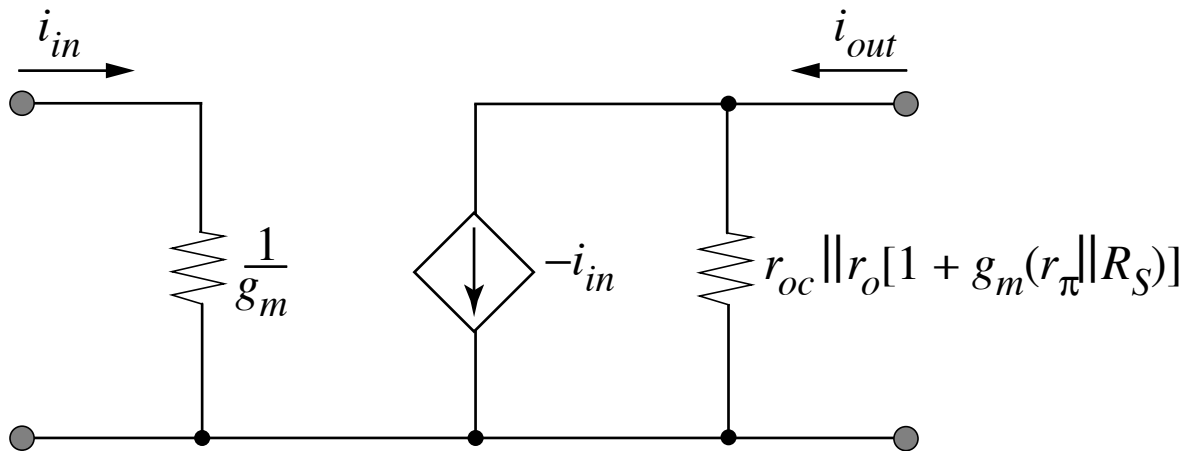 i_in
i_out
1/g_m
−i_in
r_oc||r_o[1 + g_m(r_π||R_S)]